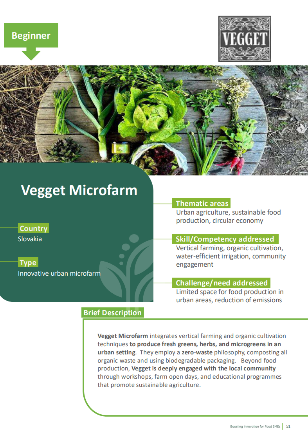 Beginner
VEGGET
Vegget Microfarm
Country
Slovakia
Type
Innovative urban microfarm
Thematic areas
Urban agriculture, sustainable food
production, circular economy
Skill/Competency addressed
Vertical farming, organic cultivation,
water-efficient irrigation, community
engagement
Challenge/need addressed
Limited space for food production in
urban areas, reduction of emissions
Brief Description
Vegget Microfarm integrates vertical farming and organic cultivation
techniques to produce fresh greens, herbs, and microgreens in an
urban setting. They employ a zero-waste philosophy, composting all
organic waste and using biodegradable packaging. Beyond food
production, Vegget is deeply engaged with the local community
through workshops, farm open days, and educational programmes
that promote sustainable agriculture.